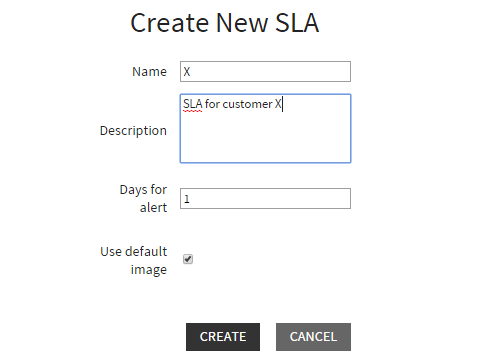 Create New SLA
Name X
SLA for customer X
Description
Days for
alert
1
Use default
image
CREATE CANCEL